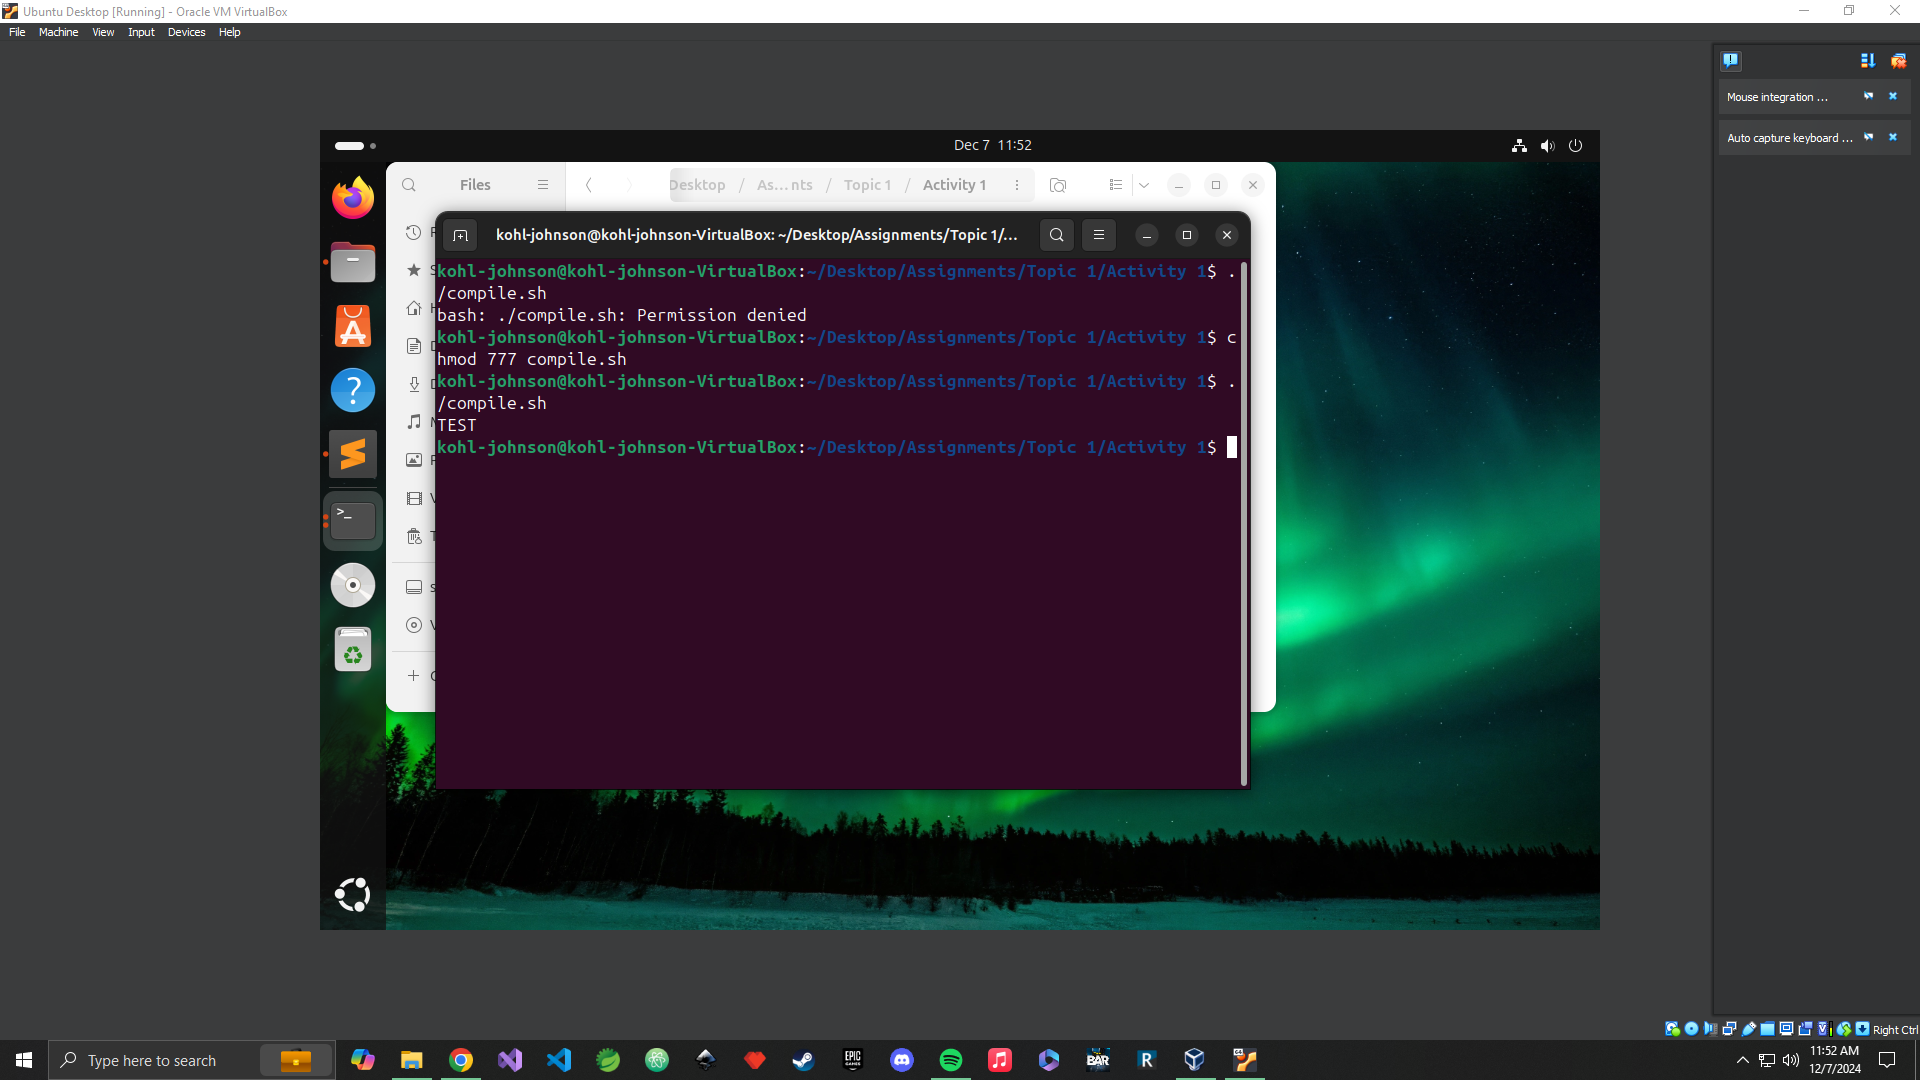 Ubuntu Desktop [Running] - Oracle VM VirtualBox
File Machine View Input Devices Help
Mouse integration ...
Auto capture keyboard ...
Dec 7 11:52
Files
Desktop / As...nts / Topic 1 / Activity 1
kohl-johnson@kohl-johnson-VirtualBox: ~/Desktop/Assignments/Topic 1/...
kohl-johnson@kohl-johnson-VirtualBox:~/Desktop/Assignments/Topic 1/Activity 1$ .
/compile.sh
bash: ./compile.sh: Permission denied
kohl-johnson@kohl-johnson-VirtualBox:~/Desktop/Assignments/Topic 1/Activity 1$ c
hmod 777 compile.sh
kohl-johnson@kohl-johnson-VirtualBox:~/Desktop/Assignments/Topic 1/Activity 1$ .
/compile.sh
TEST
kohl-johnson@kohl-johnson-VirtualBox:~/Desktop/Assignments/Topic 1/Activity 1$
Right Ctrl
Type here to search
EPIC GAMES
BAR
R
11:52 AM
12/7/2024